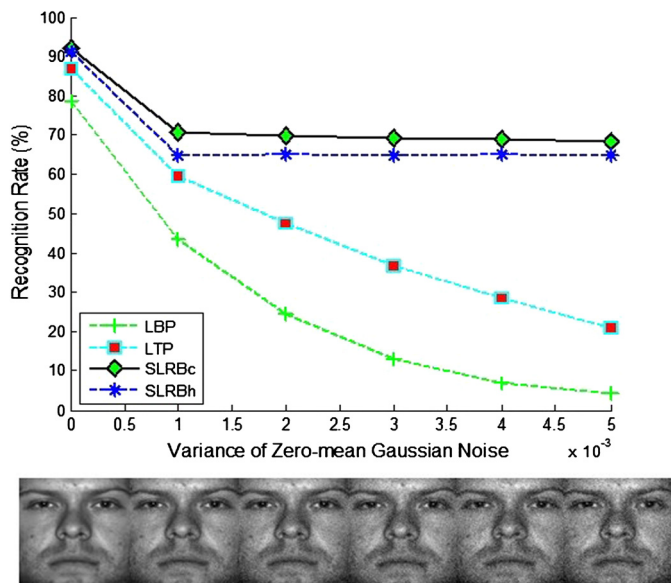 100
90
80
70
60
50
40
30
20
10
0
Recognition Rate (%)
LBP
LTP
SLRBc
SLRBh
0 0.5 1 1.5 2 2.5 3 3.5 4 4.5 5
Variance of Zero-mean Gaussian Noise x 10-3